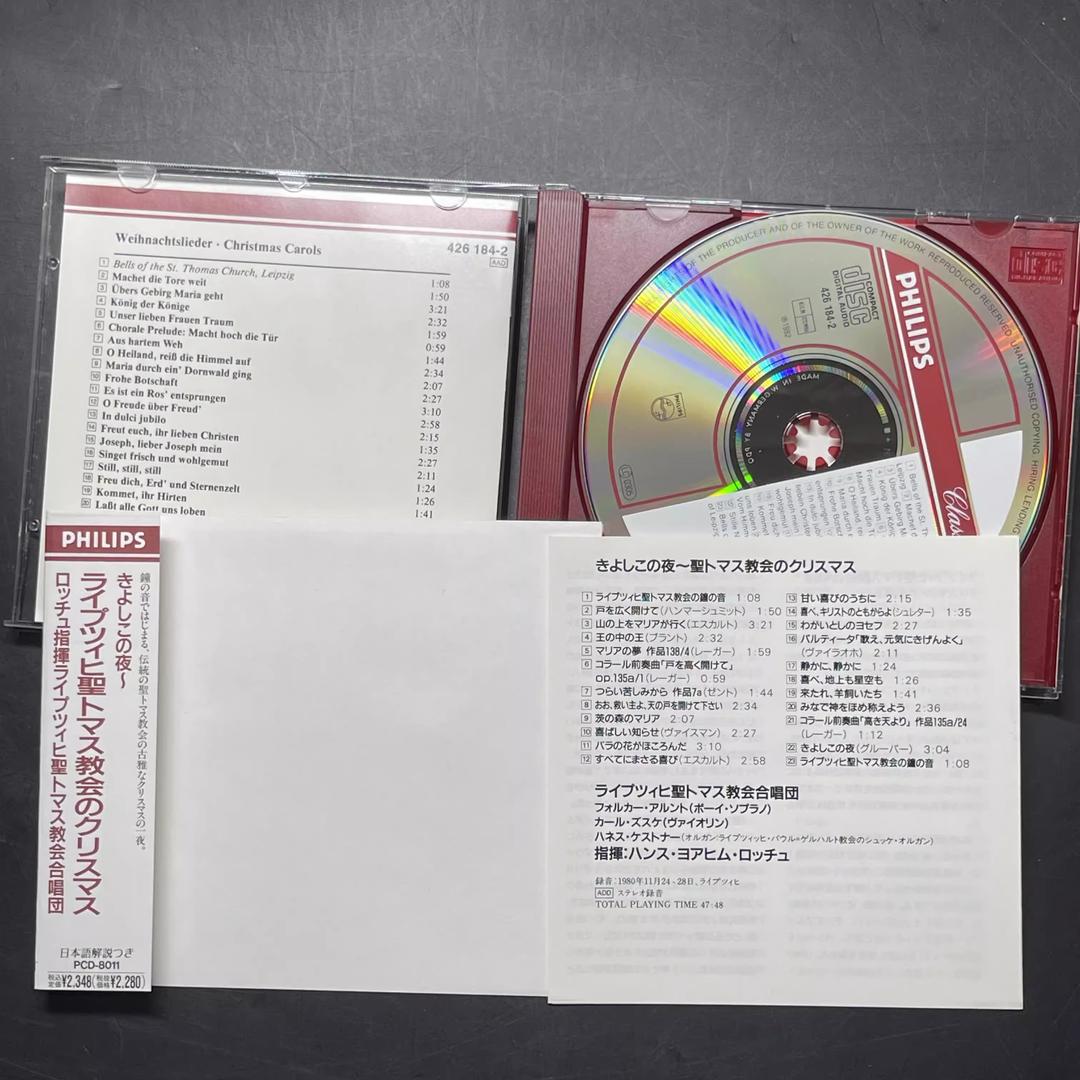 Weihnachtslieder · Christmas Carols
426 184-2
AAD
1 Bells of the St. Thomas Church, Leipzig 1:08
2 Machet die Tore weit 1:50
3 Übers Gebirg Maria geht 3:21
4 König der Könige 2:32
5 Unser lieben Frauen Traum 1:59
6 Chorale Prelude: Macht hoch die Tür 0:59
7 Aus hartem Weh 1:44
8 O Heiland, reiß die Himmel auf 2:34
9 Maria durch ein' Dornwald ging 2:07
10 Frohe Botschaft 2:27
11 Es ist ein Ros' entsprungen 3:10
12 O Freude über Freud' 2:58
13 In dulci jubilo 2:15
14 Freut euch, ihr lieben Christen 1:35
15 Joseph, lieber Joseph mein 2:27
16 Singet frisch und wohlgemut 2:11
17 Still, still, still 1:24
18 Freu dich, Erd' und Sternenzelt 1:26
19 Kommet, ihr Hirten 1:41
20 Laßt alle Gott uns loben
OF THE PRODUCER AND OF THE OWNER OF THE WORK REPRODUCED RESERVED UNAUTHORISED COPYING HIRING LENDING
COMPACT
disc
DIGITAL AUDIO
426 184-2
PHILIPS
Class
MADE IN W.GERMANY BY PDO
PHILIPS
鐘の音ではじまる、伝統の聖トマス教会の古雅なクリスマスの一夜。
きよしこの夜〜
ライプツィヒ聖トマス教会のクリスマス
ロッチュ指揮ライプツィヒ聖トマス教会合唱団
日本語解説つき
PCD-8011
税込定価¥2,348(税抜価格¥2,280)
きよしこの夜〜聖トマス教会のクリスマス
1 ライプツィヒ聖トマス教会の鐘の音 1:08
2 戸を広く開けて(ハンマーシュミット) 1:50
3 山の上をマリアが行く(エスカルト) 3:21
4 王の中の王(ブラント) 2:32
5 マリアの夢 作品138/4(レーガー) 1:59
6 コラール前奏曲「戸を高く開けて」
op.135a/1(レーガー) 0:59
7 つらい苦しみから 作品7a(ゼント) 1:44
8 おお、救い主よ、天の戸を開けて下さい 2:34
9 茨の森のマリア 2:07
10 喜ばしい知らせ(ヴァイスマン) 2:27
11 バラの花がほころんだ 3:10
12 すべてにまさる喜び(エスカルト) 2:58
13 甘い喜びのうちに 2:15
14 喜べ、キリストのともがらよ(シュレター) 1:35
15 わかいとしのヨセフ 2:27
16 パルティータ「歌え、元気にきげんよく」
(ヴァイラオホ) 2:11
17 静かに、静かに 1:24
18 喜べ、地上も星空も 1:26
19 来たれ、羊飼いたち 1:41
20 みなで神をほめ称えよう 2:36
21 コラール前奏曲「高き天より」 作品135a/24
(レーガー) 1:12
22 きよしこの夜(グルーバー) 3:04
23 ライプツィヒ聖トマス教会の鐘の音 1:08
ライプツィヒ聖トマス教会合唱団
フォルカー・アルント(ボーイ・ソプラノ)
カール・ズスケ(ヴァイオリン)
ハネス・ケストナー(オルガン:ライプツィッヒ・パウル=ゲルハルト教会のシュッケ・オルガン)
指揮:ハンス・ヨアヒム・ロッチュ
録音:1980年11月24〜28日、ライプツィヒ
ADD ステレオ録音
TOTAL PLAYING TIME 47:48